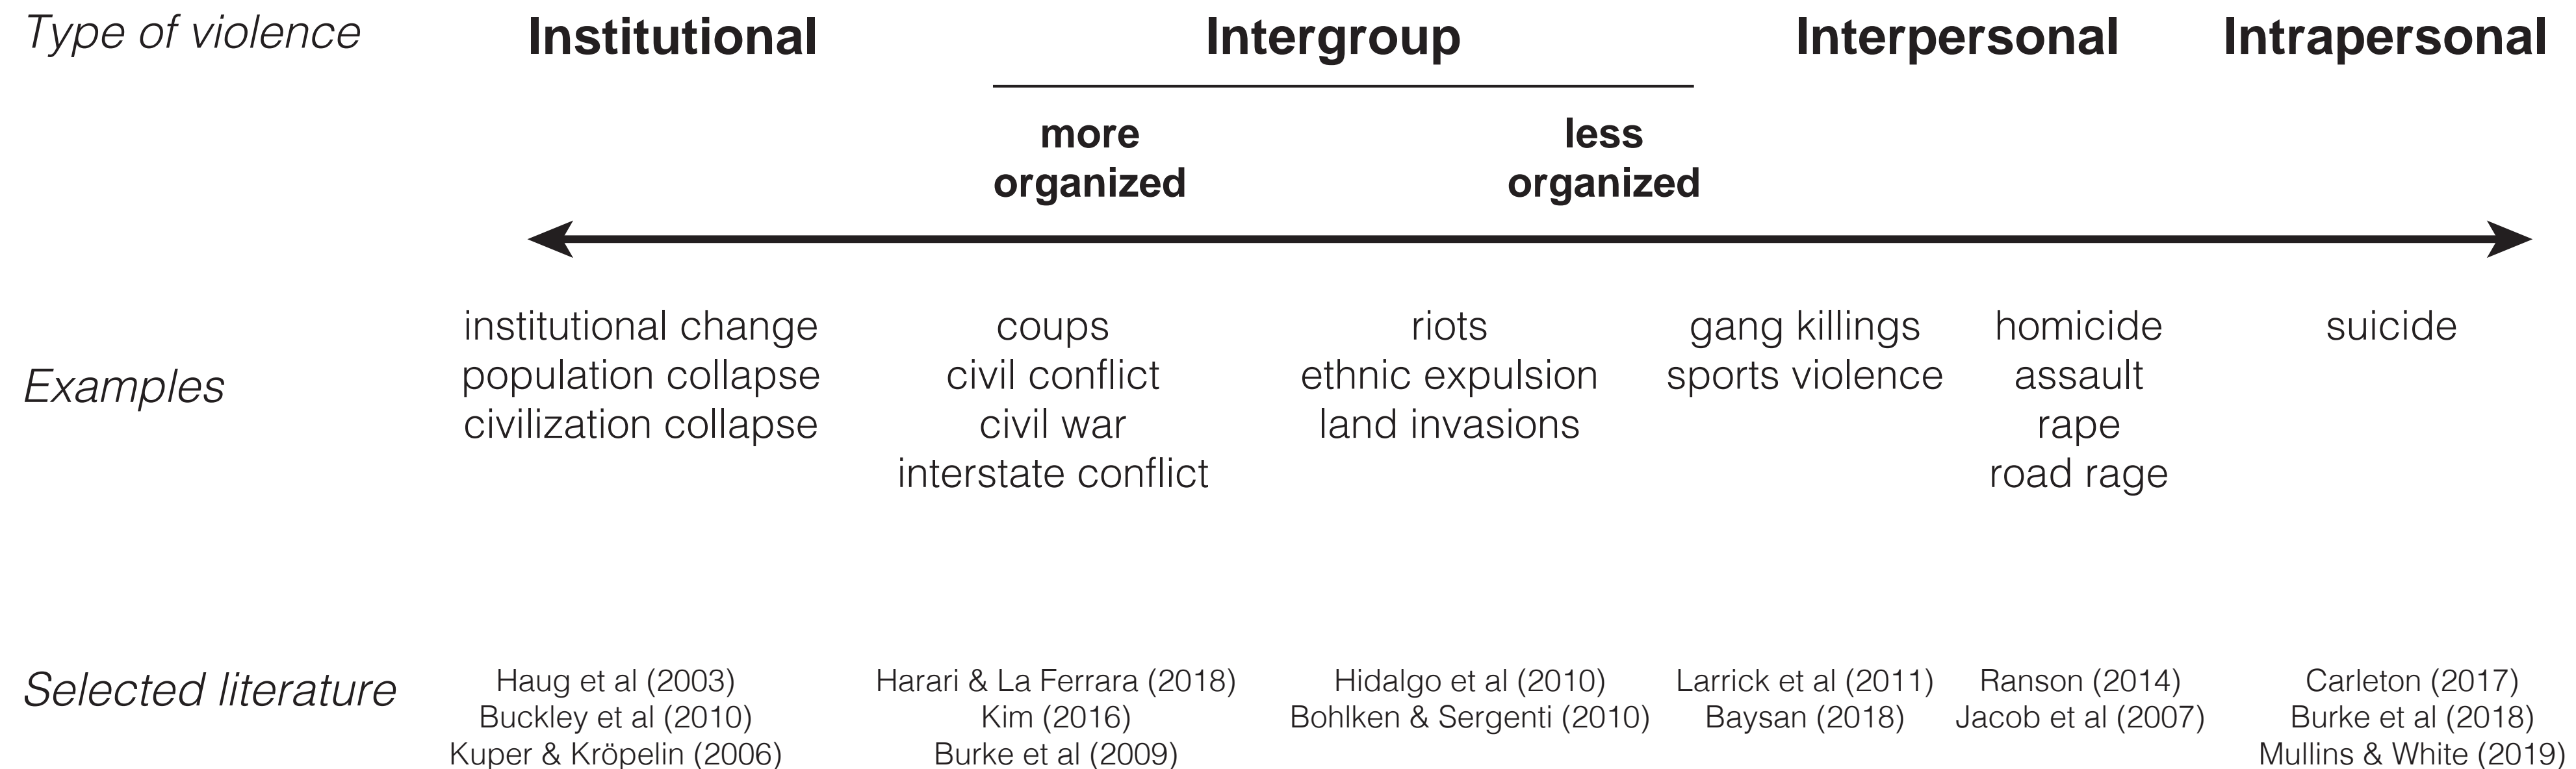 Type of violence Institutional Intergroup Interpersonal Intrapersonal
more less
organized organized
institutional change coups riots gang killings homicide suicide
Examples population collapse civil conflict ethnic expulsion sports violence assault
civilization collapse civil war land invasions rape
interstate conflict road rage
Selected literature Haug et al (2003) Harari & La Ferrara (2018) Hidalgo et al (2010) Larrick et al (2011) Ranson (2014) Carleton (2017)
Buckley et al (2010) Kim (2016) Bohlken & Sergenti (2010) Baysan (2018) Jacob et al (2007) Burke et al (2018)
Kuper & Kröpelin (2006) Burke et al (2009) Mullins & White (2019)